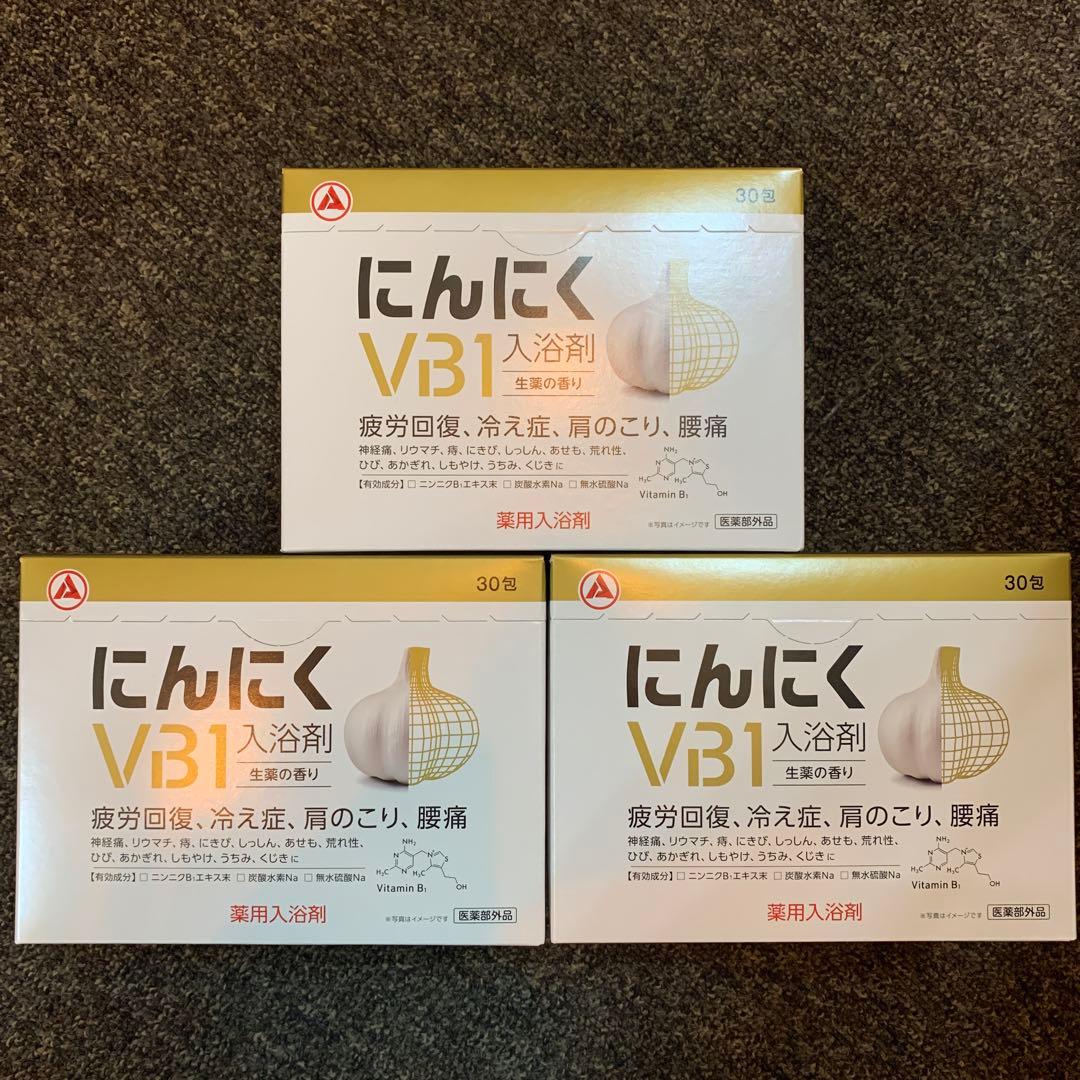 30包
にんにく
VB1 入浴剤
生薬の香り
疲労回復、冷え症、肩のこり、腰痛
神経痛、リウマチ、痔、にきび、しっしん、あせも、荒れ性、
ひび、あかぎれ、しもやけ、うちみ、くじきに
【有効成分】□ ニンニクB₁エキス末 □ 炭酸水素Na □ 無水硫酸Na
NH₂
H₃C N N⁺ S
H₃C
OH
Vitamin B₁
薬用入浴剤
※写真はイメージです 医薬部外品
30包
にんにく
VB1 入浴剤
生薬の香り
疲労回復、冷え症、肩のこり、腰痛
神経痛、リウマチ、痔、にきび、しっしん、あせも、荒れ性、
ひび、あかぎれ、しもやけ、うちみ、くじきに
【有効成分】□ ニンニクB₁エキス末 □ 炭酸水素Na □ 無水硫酸Na
NH₂
H₃C N N⁺ S
H₃C
OH
Vitamin B₁
薬用入浴剤
※写真はイメージです 医薬部外品
30包
にんにく
VB1 入浴剤
生薬の香り
疲労回復、冷え症、肩のこり、腰痛
神経痛、リウマチ、痔、にきび、しっしん、あせも、荒れ性、
ひび、あかぎれ、しもやけ、うちみ、くじきに
【有効成分】□ ニンニクB₁エキス末 □ 炭酸水素Na □ 無水硫酸Na
NH₂
H₃C N N⁺ S
H₃C
OH
Vitamin B₁
薬用入浴剤
※写真はイメージです 医薬部外品